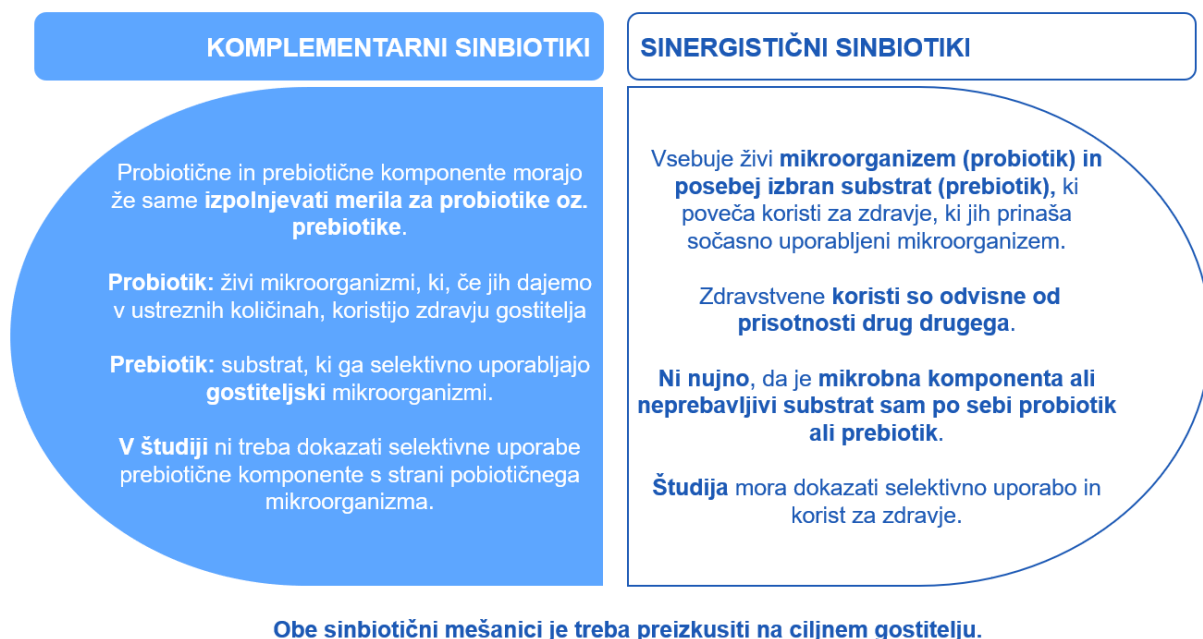 KOMPLEMENTARNI SINBIOTIKI
Probiotične in prebiotične komponente morajo
že same izpolnjevati merila za probiotike oz.
prebiotike.
Probiotik: živi mikroorganizmi, ki, če jih dajemo
v ustreznih količinah, koristijo zdravju gostitelja
Prebiotik: substrat, ki ga selektivno uporabljajo
gostiteljski mikroorganizmi.
V študiji ni treba dokazati selektivne uporabe
prebiotične komponente s strani pobiotičnega
mikroorganizma.
SINERGISTIČNI SINBIOTIKI
Vsebuje živi mikroorganizem (probiotik) in
posebej izbran substrat (prebiotik), ki
poveča koristi za zdravje, ki jih prinaša
sočasno uporabljeni mikroorganizem.
Zdravstvene koristi so odvisne od
prisotnosti drug drugega.
Ni nujno, da je mikrobna komponenta ali
neprebavljivi substrat sam po sebi probiotik
ali prebiotik.
Študija mora dokazati selektivno uporabo in
korist za zdravje.
Obe sinbiotični mešanici je treba preizkusiti na ciljnem gostitelju.